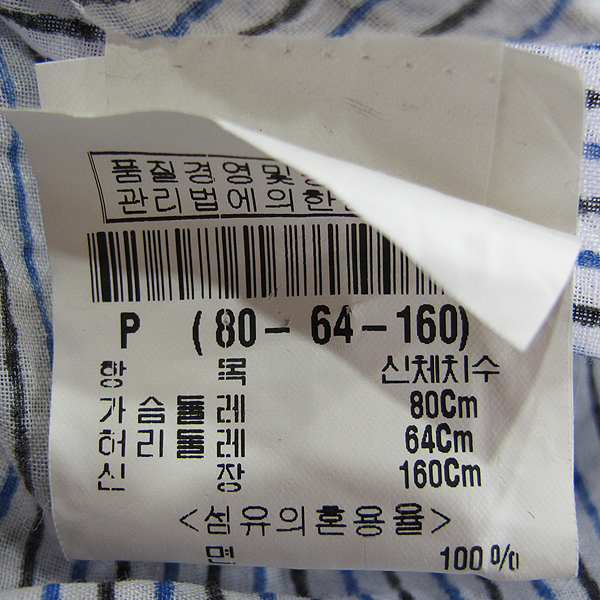 품질경영및
관리법에의한
P (80-64-160)
항 목 신체치수
가슴둘레 80Cm
허리둘레 64Cm
신 장 160Cm
<섬유의혼용율>
면 100%